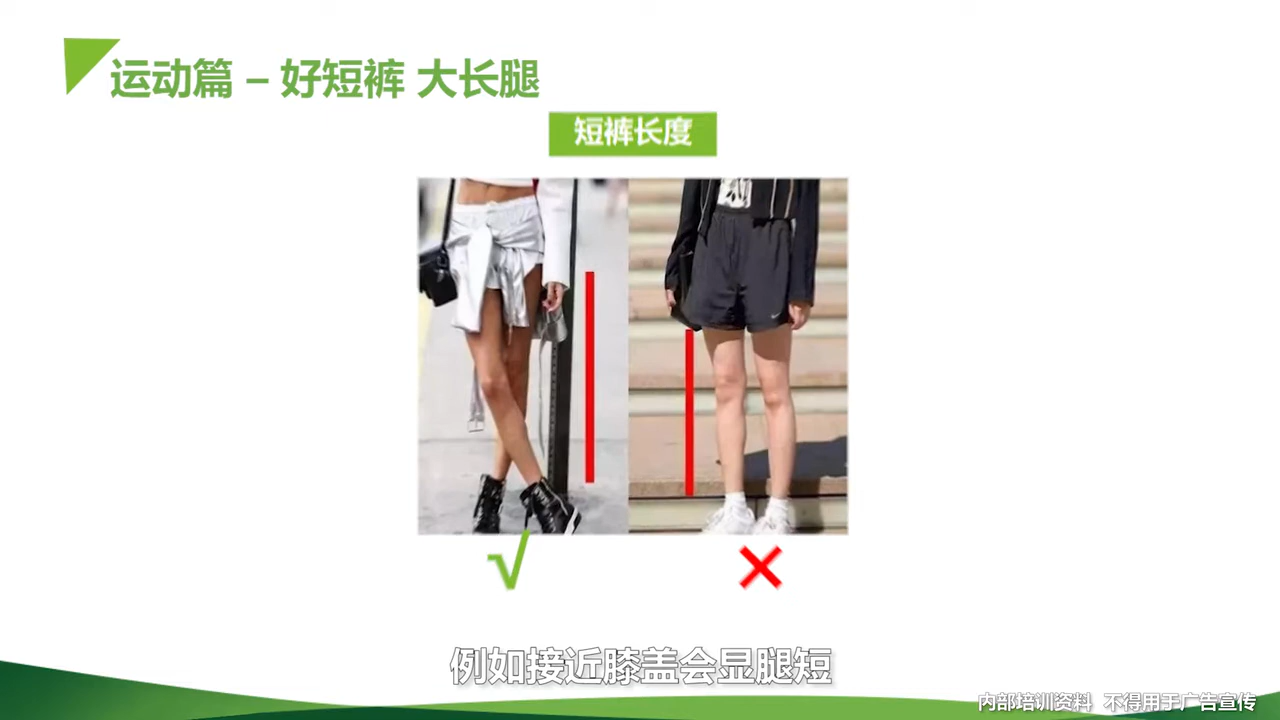 运动篇 – 好短裤 大长腿
短裤长度
例如接近膝盖会显腿短
内部培训资料 不得用于广告宣传